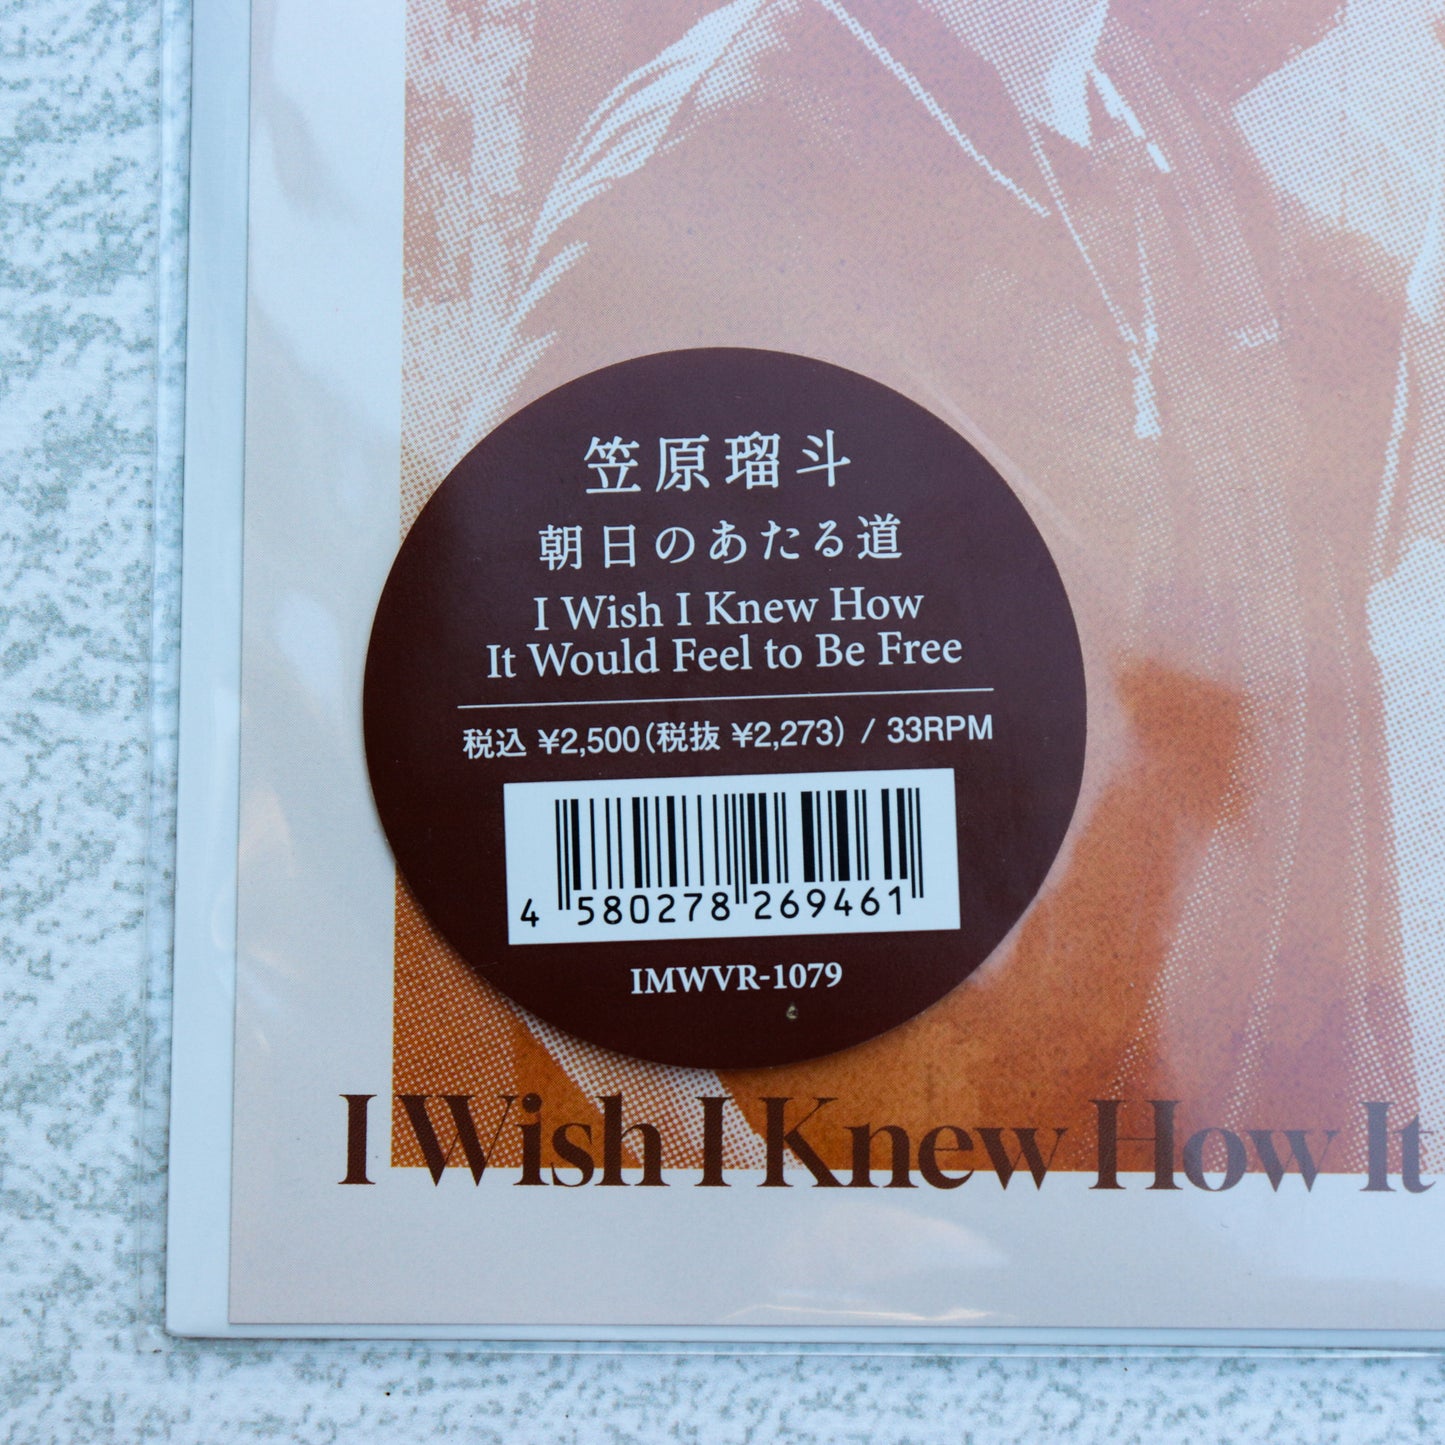 笠原瑠斗
朝日のあたる道
I Wish I Knew How
It Would Feel to Be Free
税込 ¥2,500(税抜 ¥2,273) / 33RPM
4 580278 269461
IMWVR-1079
I Wish I Knew How It